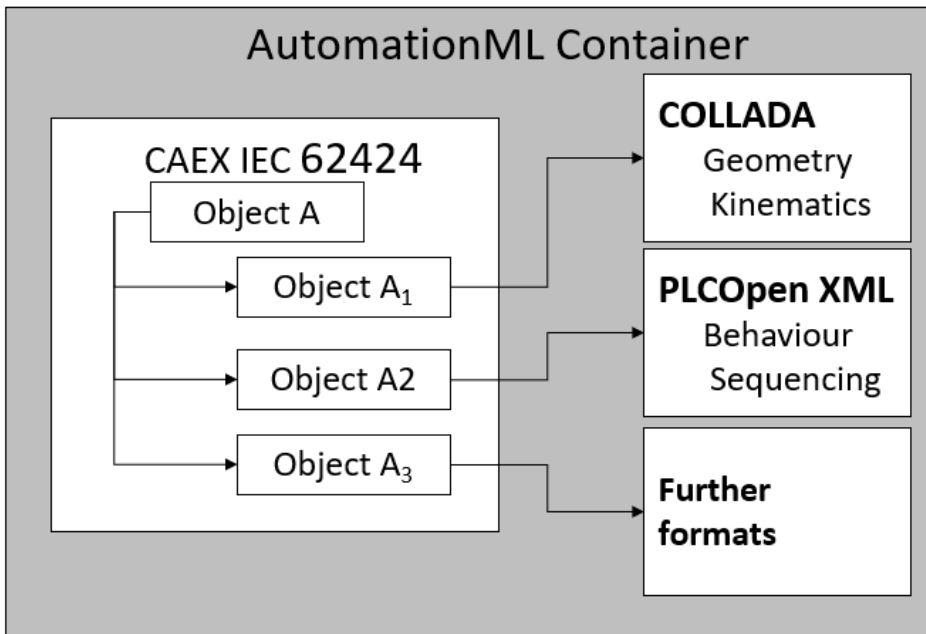 AutomationML Container
CAEX IEC 62424
Object A
Object A₁
Object A2
Object A₃
COLLADA
Geometry
Kinematics
PLCOpen XML
Behaviour
Sequencing
Further
formats